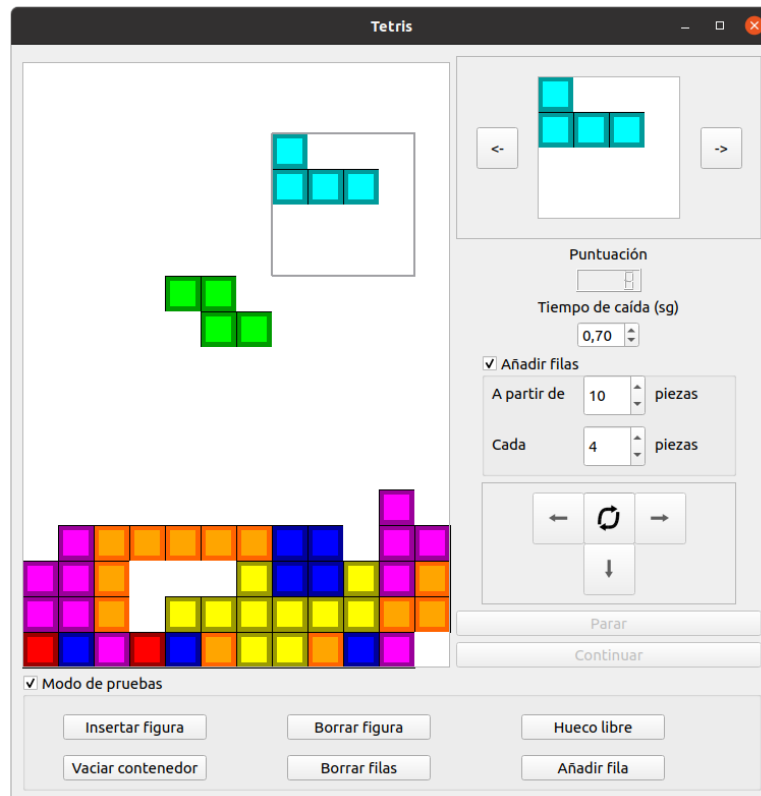 Tetris
<- ->
Puntuación
Tiempo de caída (sg)
0,70
Añadir filas
A partir de 10 piezas
Cada 4 piezas
Parar
Continuar
Modo de pruebas
Insertar figura Borrar figura Hueco libre
Vaciar contenedor Borrar filas Añadir fila